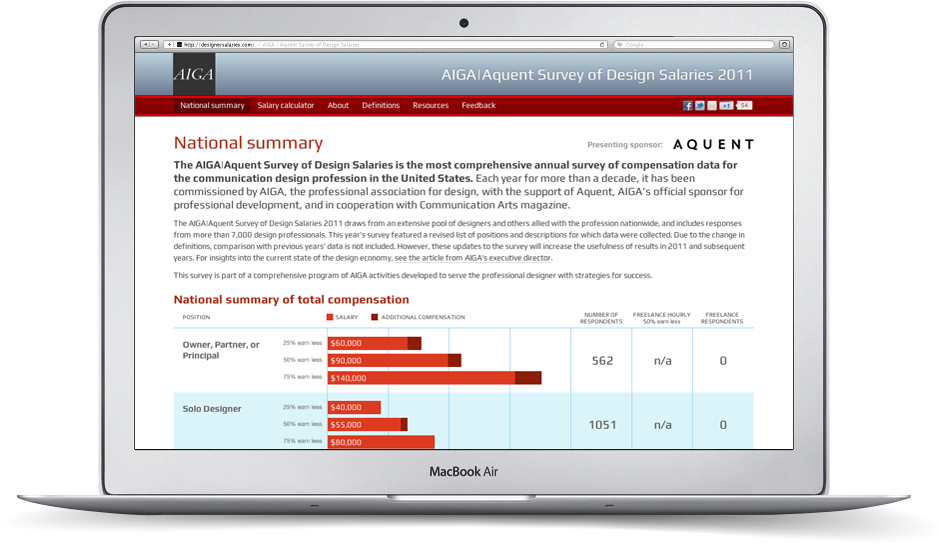 http://designersalaries.com/ — AIGA | Aquent Survey of Design Salaries
Google
AIGA
AIGA|Aquent Survey of Design Salaries 2011
National summary Salary calculator About Definitions Resources Feedback
+1 54
National summary
Presenting sponsor: AQUENT
The AIGA|Aquent Survey of Design Salaries is the most comprehensive annual survey of compensation data for
the communication design profession in the United States. Each year for more than a decade, it has been
commissioned by AIGA, the professional association for design, with the support of Aquent, AIGA's official sponsor for
professional development, and in cooperation with Communication Arts magazine.
The AIGA|Aquent Survey of Design Salaries 2011 draws from an extensive pool of designers and others allied with the profession nationwide, and includes responses
from more than 7,000 design professionals. This year's survey featured a revised list of positions and descriptions for which data were collected. Due to the change in
definitions, comparison with previous years' data is not included. However, these updates to the survey will increase the usefulness of results in 2011 and subsequent
years. For insights into the current state of the design economy, see the article from AIGA's executive director.
This survey is part of a comprehensive program of AIGA activities developed to serve the professional designer with strategies for success.
National summary of total compensation
POSITION
SALARY ADDITIONAL COMPENSATION
NUMBER OF
RESPONDENTS
FREELANCE HOURLY
50% earn less
FREELANCE
RESPONDENTS
Owner, Partner, or
Principal
25% earn less $60,000
50% earn less $90,000
75% earn less $140,000
562 n/a 0
Solo Designer
25% earn less $40,000
50% earn less $55,000
75% earn less $80,000
1051 n/a 0
MacBook Air